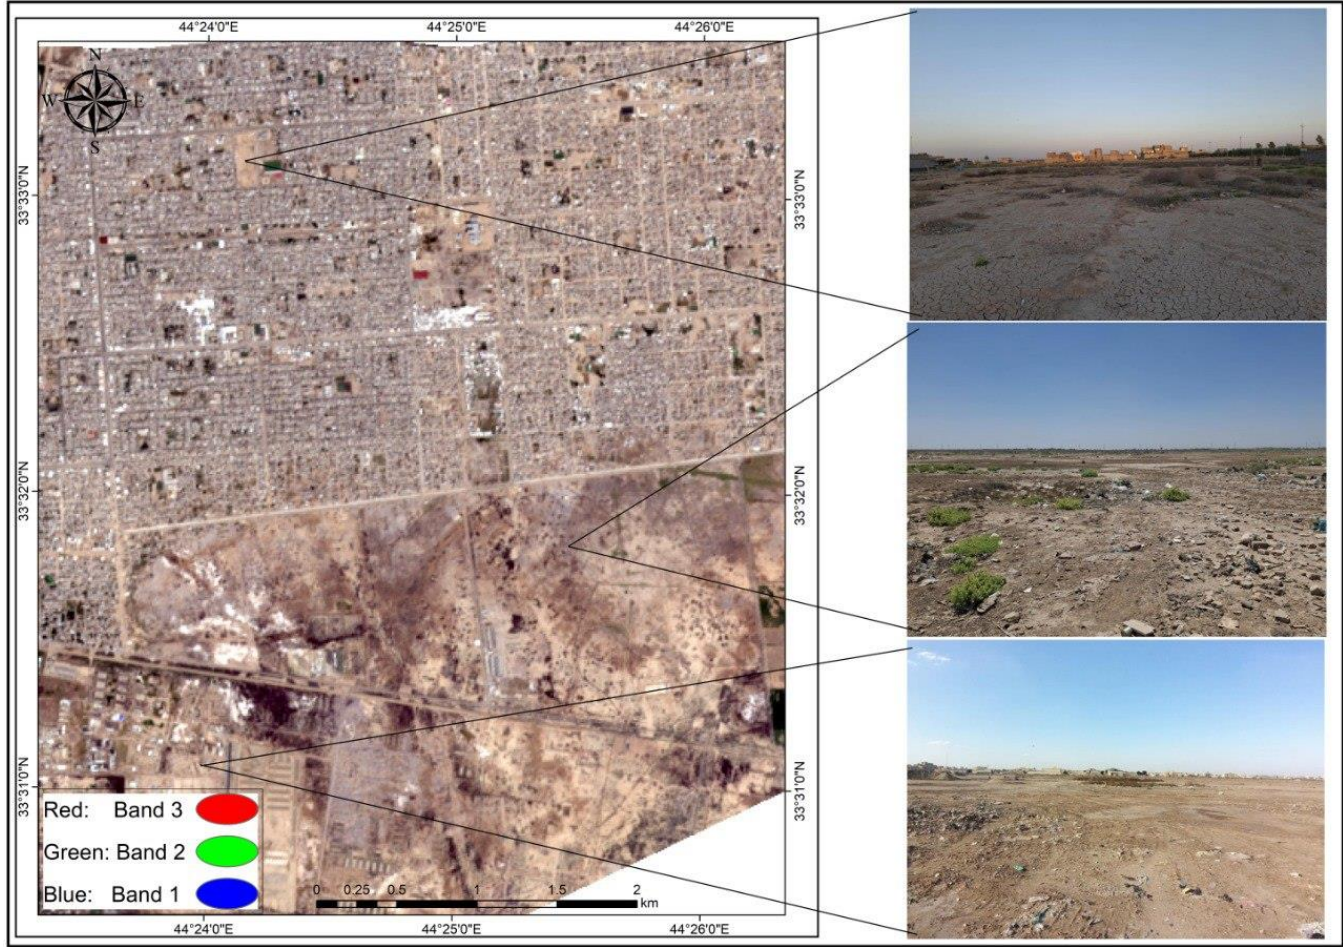 44°24'0"E 44°25'0"E 44°26'0"E
N
W E
S
33°33'0"N 33°33'0"N
33°32'0"N 33°32'0"N
33°31'0"N 33°31'0"N
Red: Band 3
Green: Band 2
Blue: Band 1
0 0.25 0.5 1 1.5 2
km
44°24'0"E 44°25'0"E 44°26'0"E